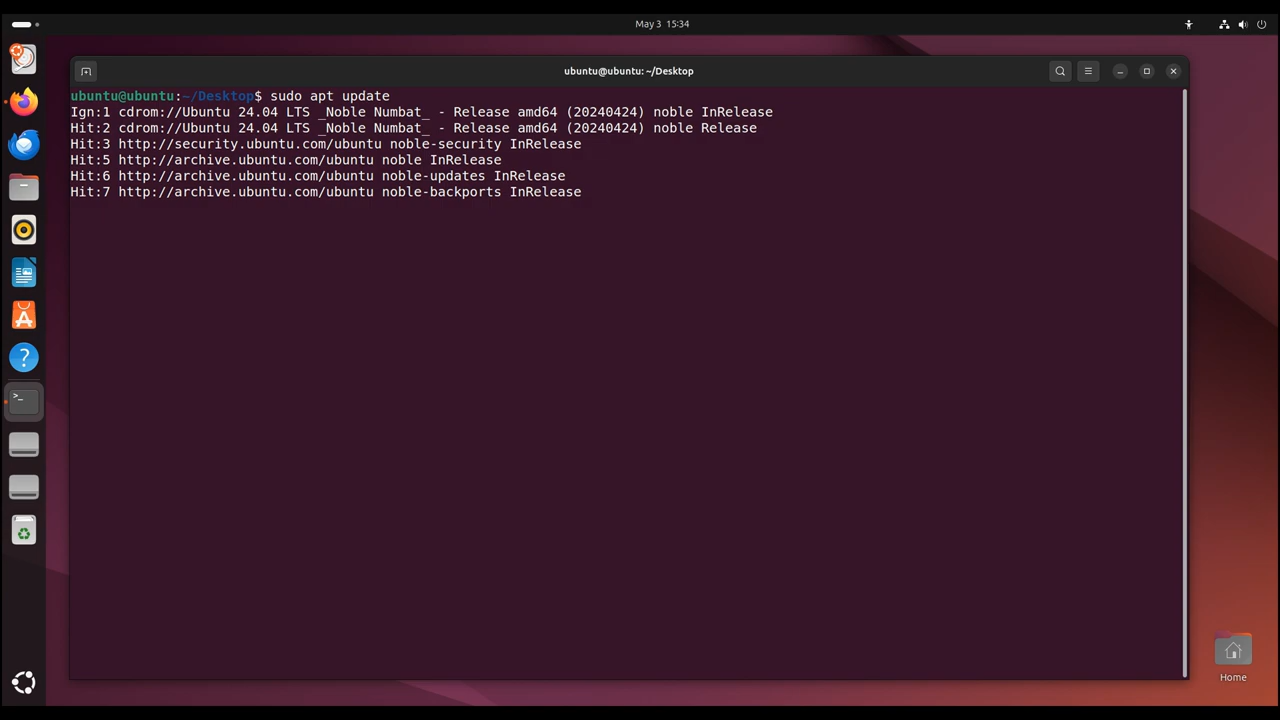 May 3 15:34
ubuntu@ubuntu: ~/Desktop
ubuntu@ubuntu:~/Desktop$ sudo apt update
Ign:1 cdrom://Ubuntu 24.04 LTS _Noble Numbat_ - Release amd64 (20240424) noble InRelease
Hit:2 cdrom://Ubuntu 24.04 LTS _Noble Numbat_ - Release amd64 (20240424) noble Release
Hit:3 http://security.ubuntu.com/ubuntu noble-security InRelease
Hit:5 http://archive.ubuntu.com/ubuntu noble InRelease
Hit:6 http://archive.ubuntu.com/ubuntu noble-updates InRelease
Hit:7 http://archive.ubuntu.com/ubuntu noble-backports InRelease
Home